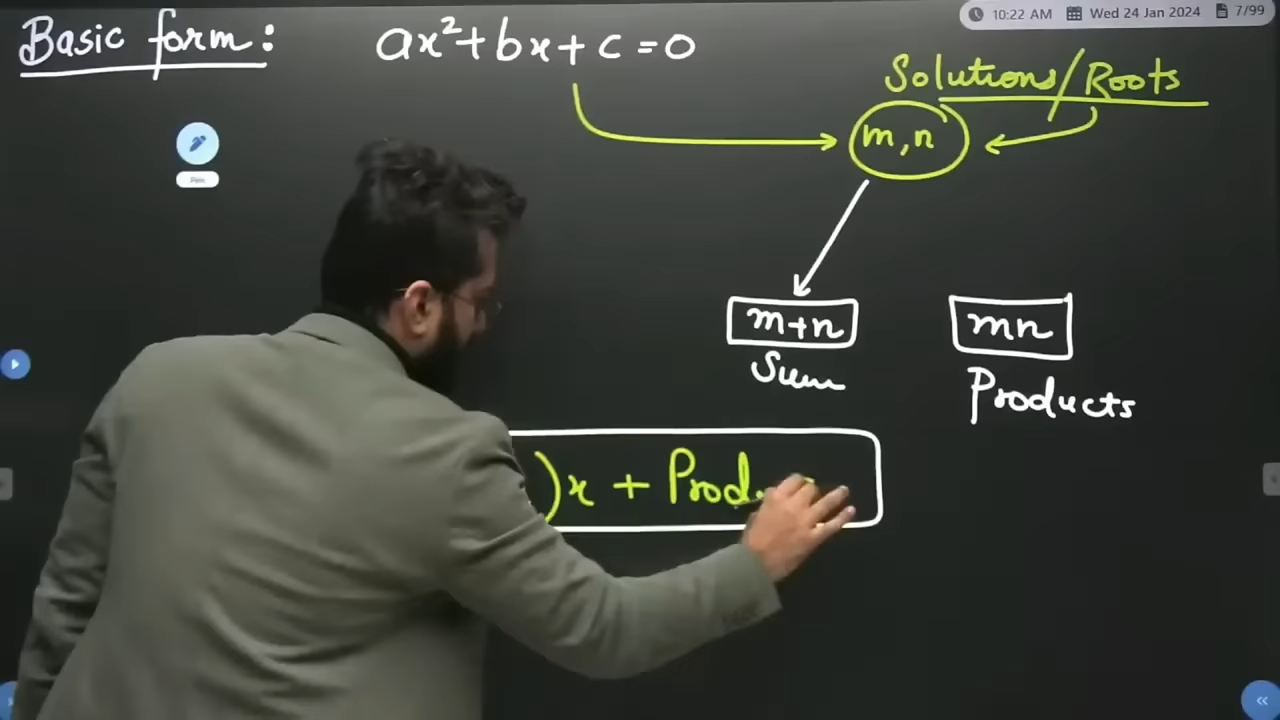 10:22 AM Wed 24 Jan 2024 7/99
Basic form: ax²+bx+c=0
Solutions/Roots
m,n
m+n mn
Sum Products
)x +